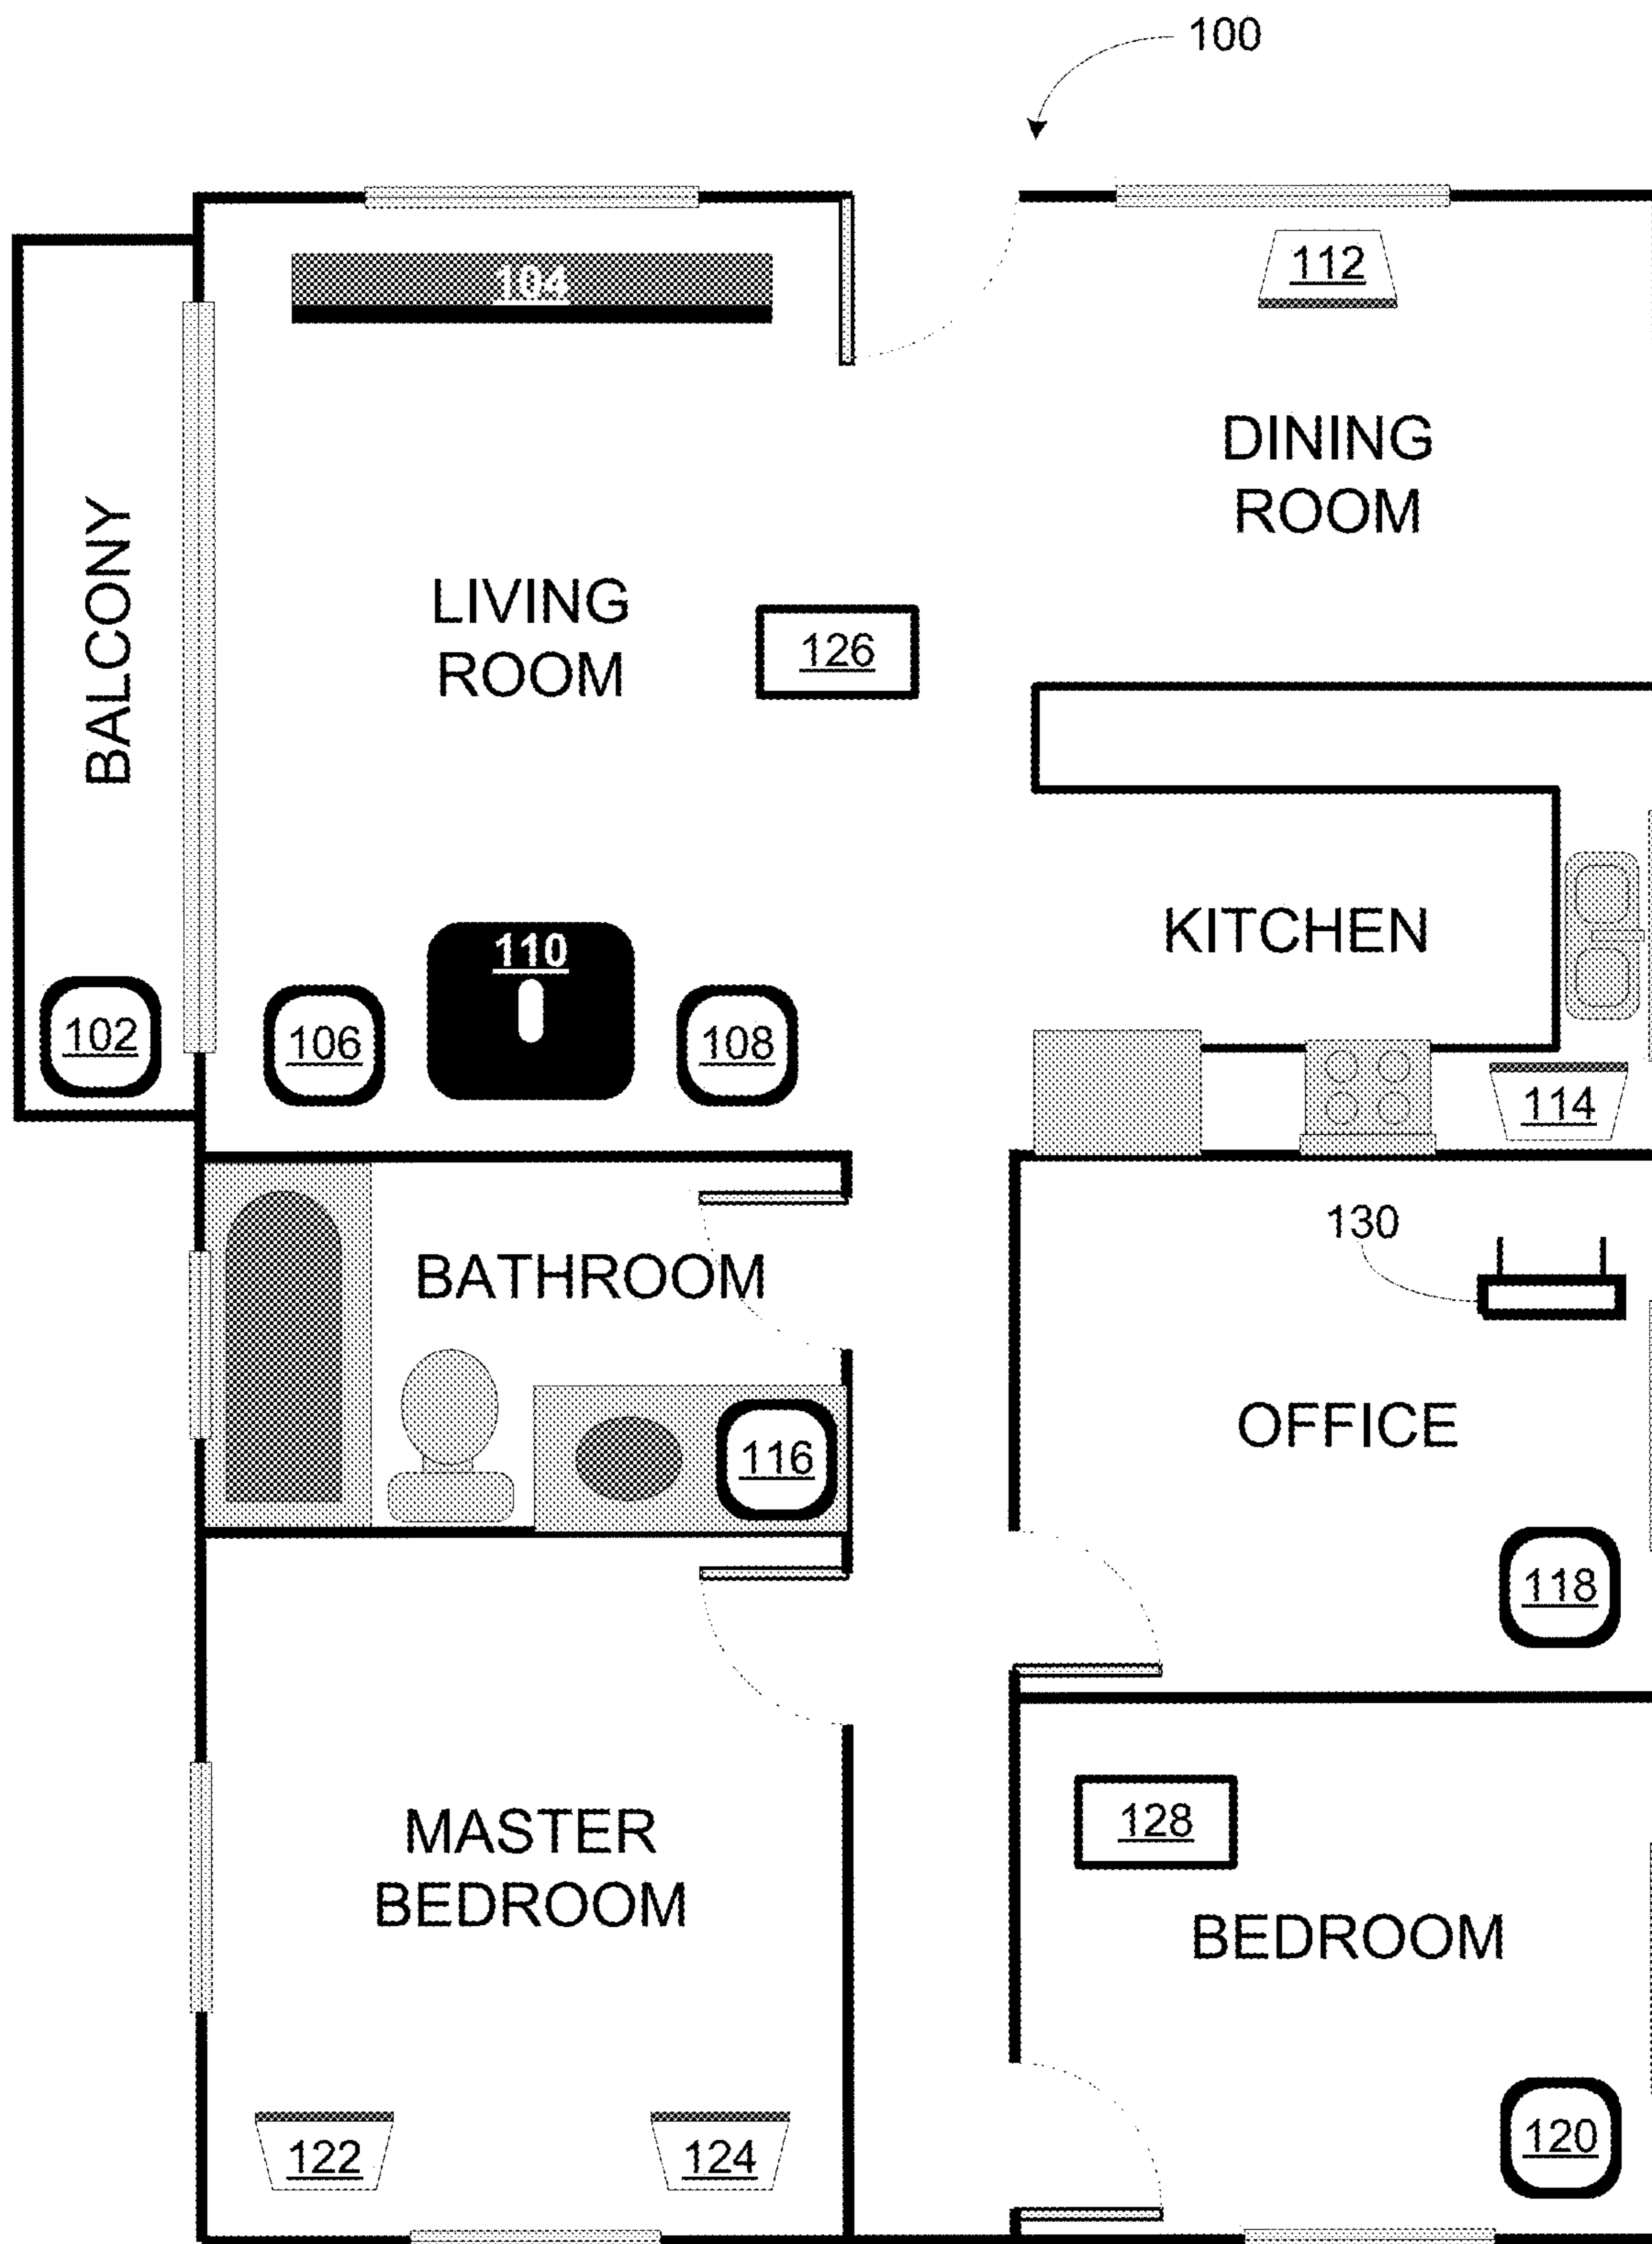 100
104
112
DINING
ROOM
BALCONY
LIVING
ROOM
126
KITCHEN
110
102
106
108
114
130
BATHROOM
OFFICE
116
118
128
MASTER
BEDROOM
BEDROOM
122
124
120